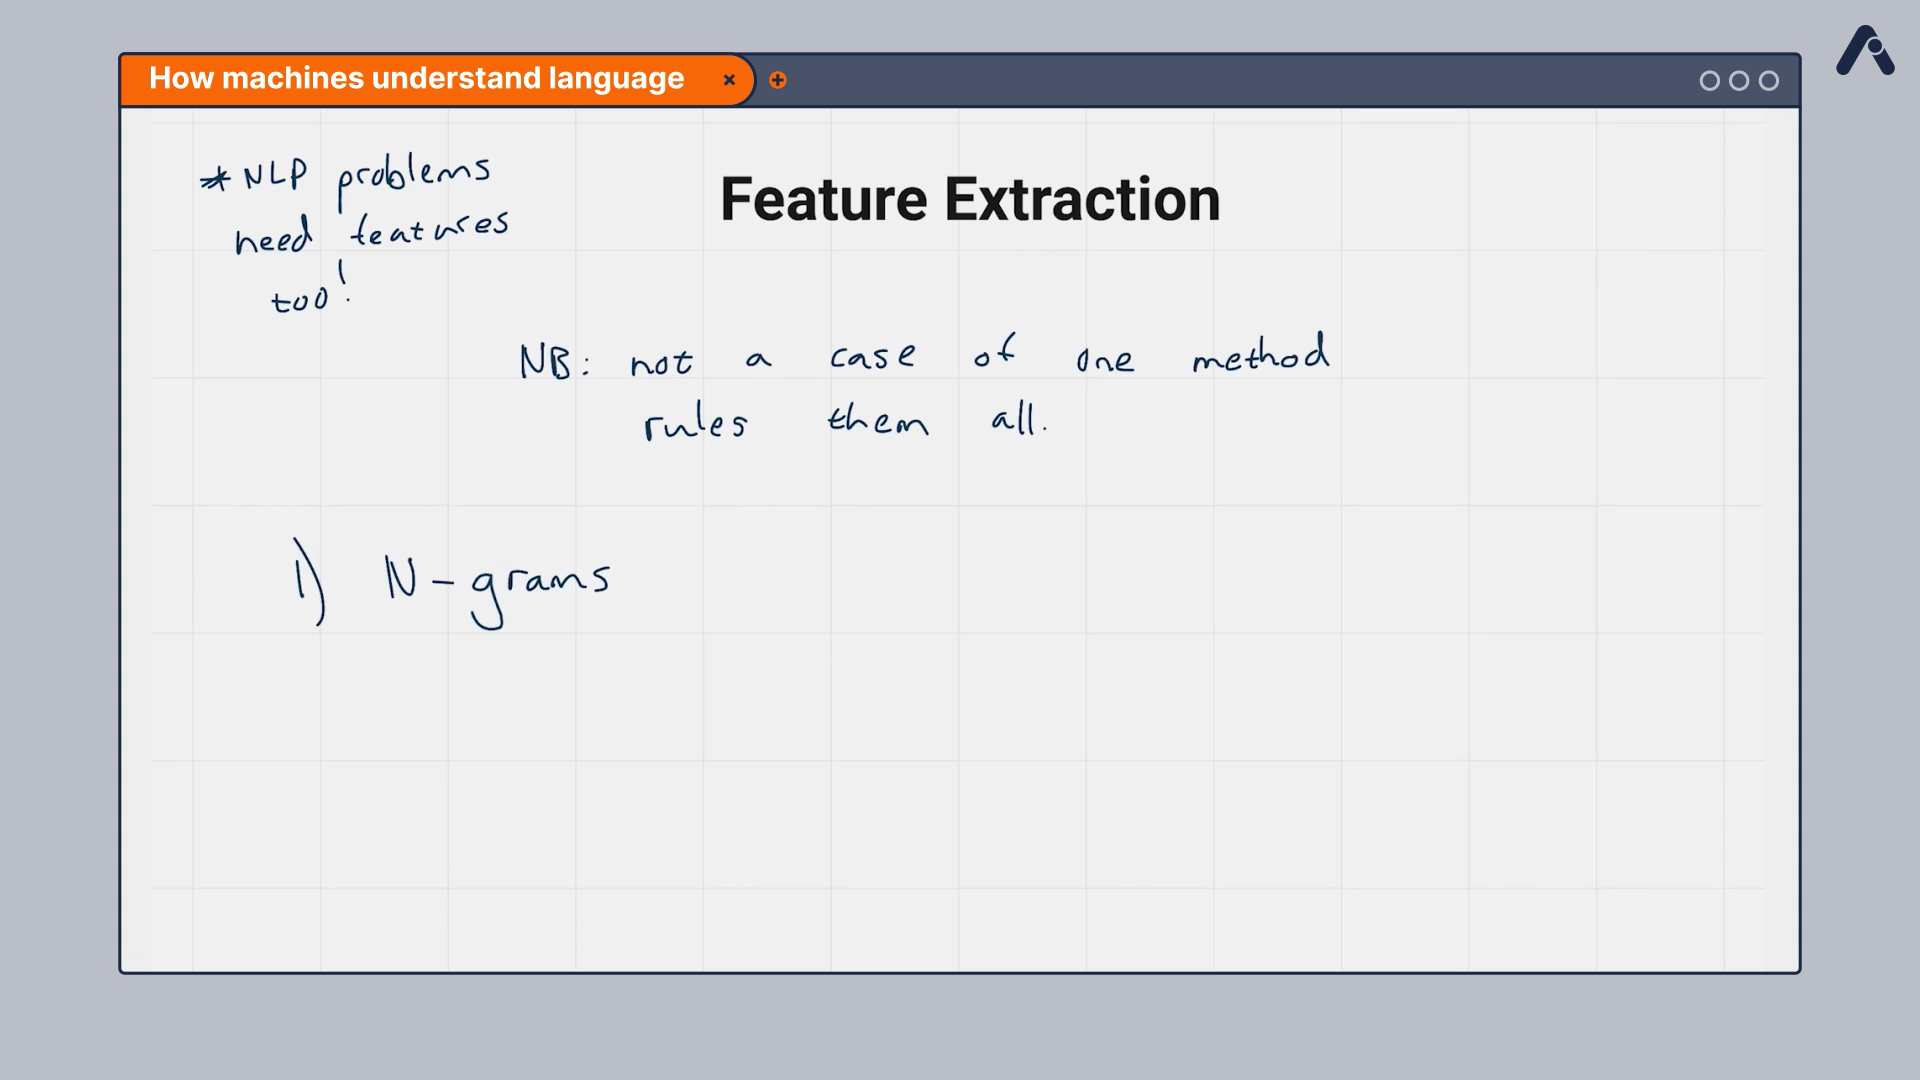 How machines understand language
Feature Extraction
* NLP problems
need features
too!
NB: not a case of one method
rules them all.
1) N-grams